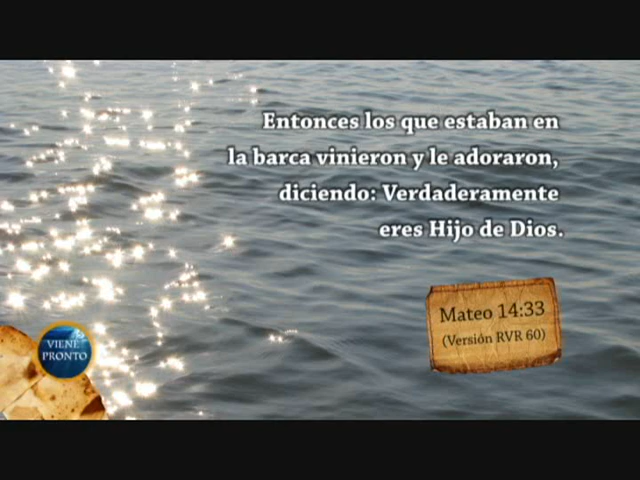 Entonces los que estaban en
la barca vinieron y le adoraron,
diciendo: Verdaderamente
eres Hijo de Dios.
Mateo 14:33
(Versión RVR 60)
VIENE
PRONTO